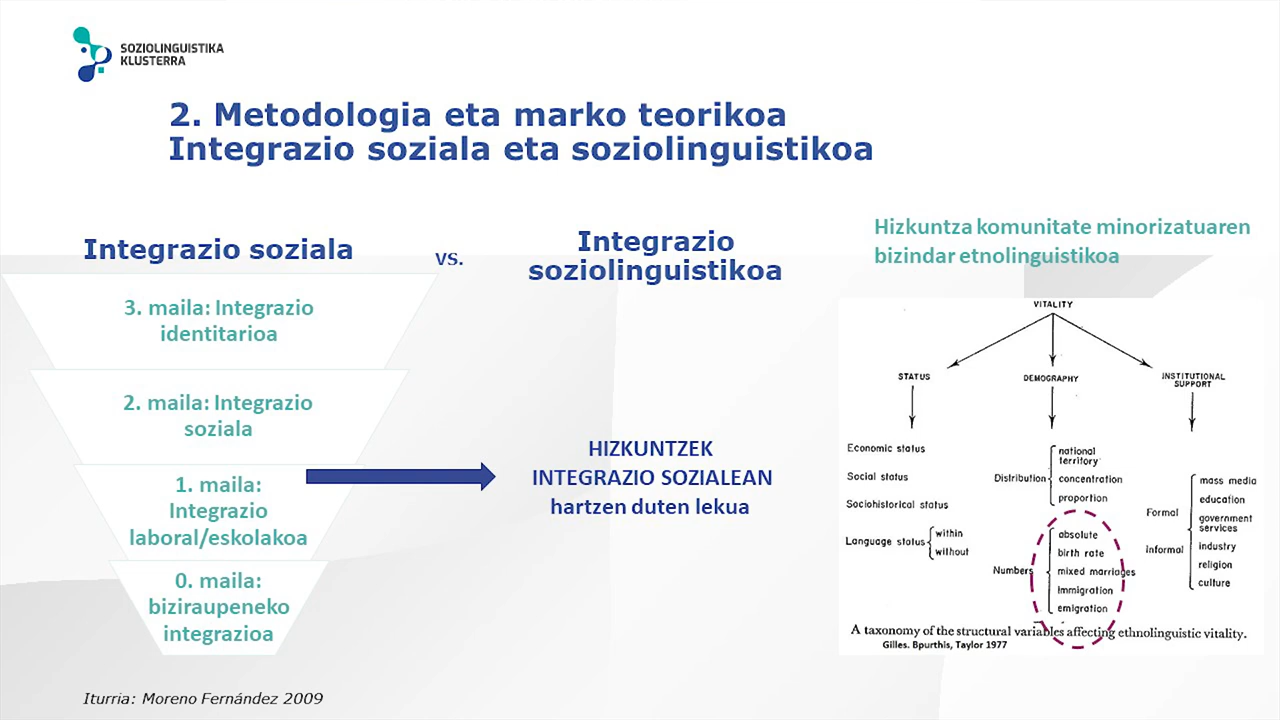 SOZIOLINGUISTIKA
KLUSTERRA
2. Metodologia eta marko teorikoa
Integrazio soziala eta soziolinguistikoa
Integrazio soziala
vs.
Integrazio
soziolinguistikoa
Hizkuntza komunitate minorizatuaren
bizindar etnolinguistikoa
3. maila: Integrazio
identitarioa
2. maila: Integrazio
soziala
1. maila:
Integrazio
laboral/eskolakoa
0. maila:
biziraupeneko
integrazioa
HIZKUNTZEK
INTEGRAZIO SOZIALEAN
hartzen duten lekua
VITALITY
STATUS
DEMOGRAPHY
INSTITUTIONAL
SUPPORT
Economic status
Social status
Sociohistorical status
Language status
within
without
Distribution
national
territory
concentration
proportion
Numbers
absolute
birth rate
mixed marriages
immigration
emigration
Formal
Informal
mass media
education
government
services
industry
religion
culture
A taxonomy of the structural variables affecting ethnolinguistic vitality.
Gilles. Bpurthis, Taylor 1977
Iturria: Moreno Fernández 2009